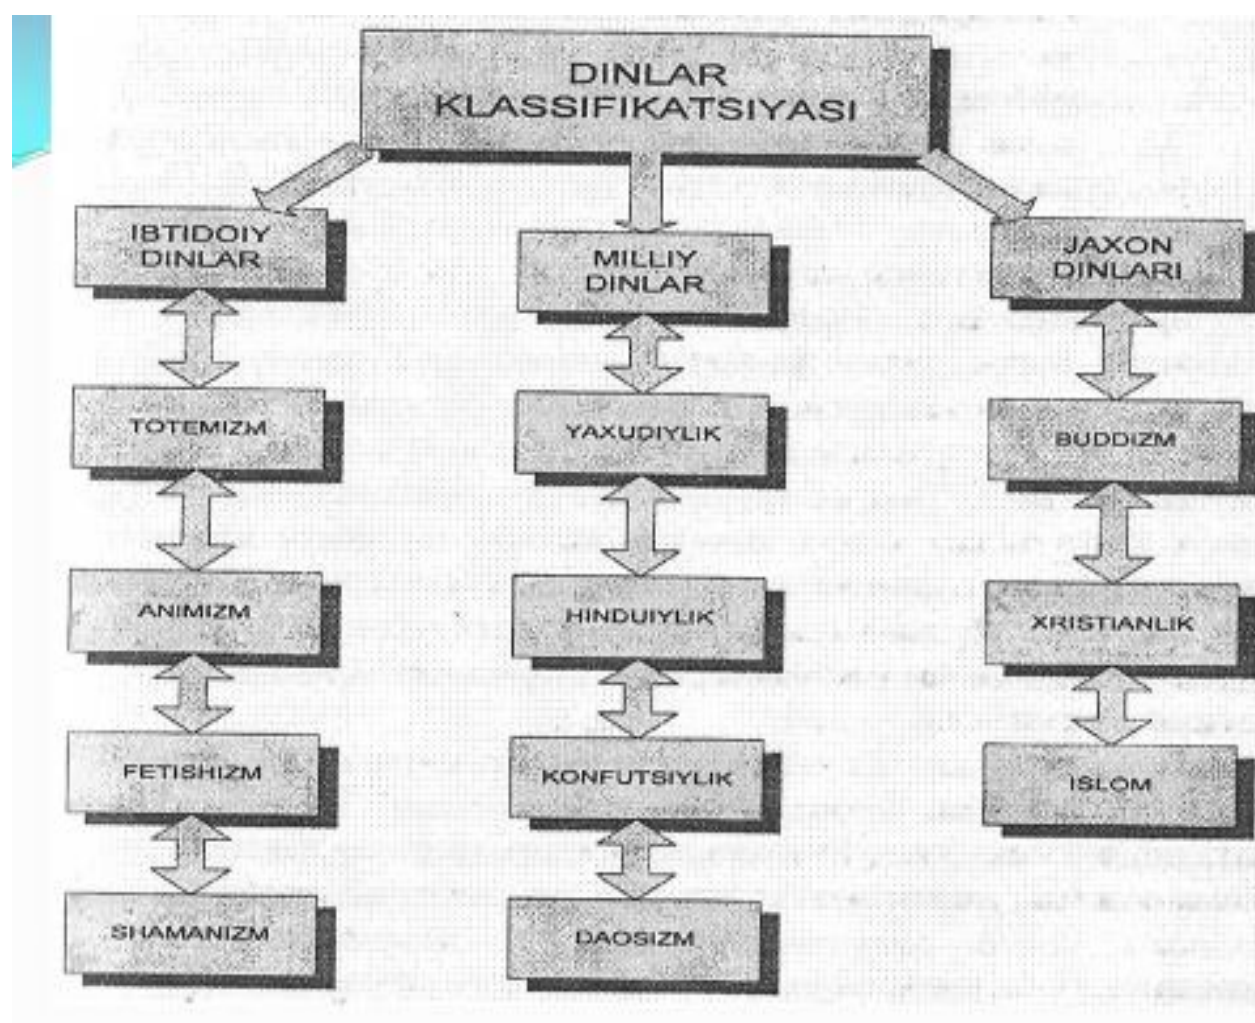 DINLAR
KLASSIFIKATSIYASI
IBTIDOIY
DINLAR
MILLIY
DINLAR
JAXON
DINLARI
TOTEMIZM
YAXUDIYLIK
BUDDIZM
ANIMIZM
HINDUIYLIK
XRISTIANLIK
FETISHIZM
KONFUTSIYLIK
ISLOM
SHAMANIZM
DAOSIZM